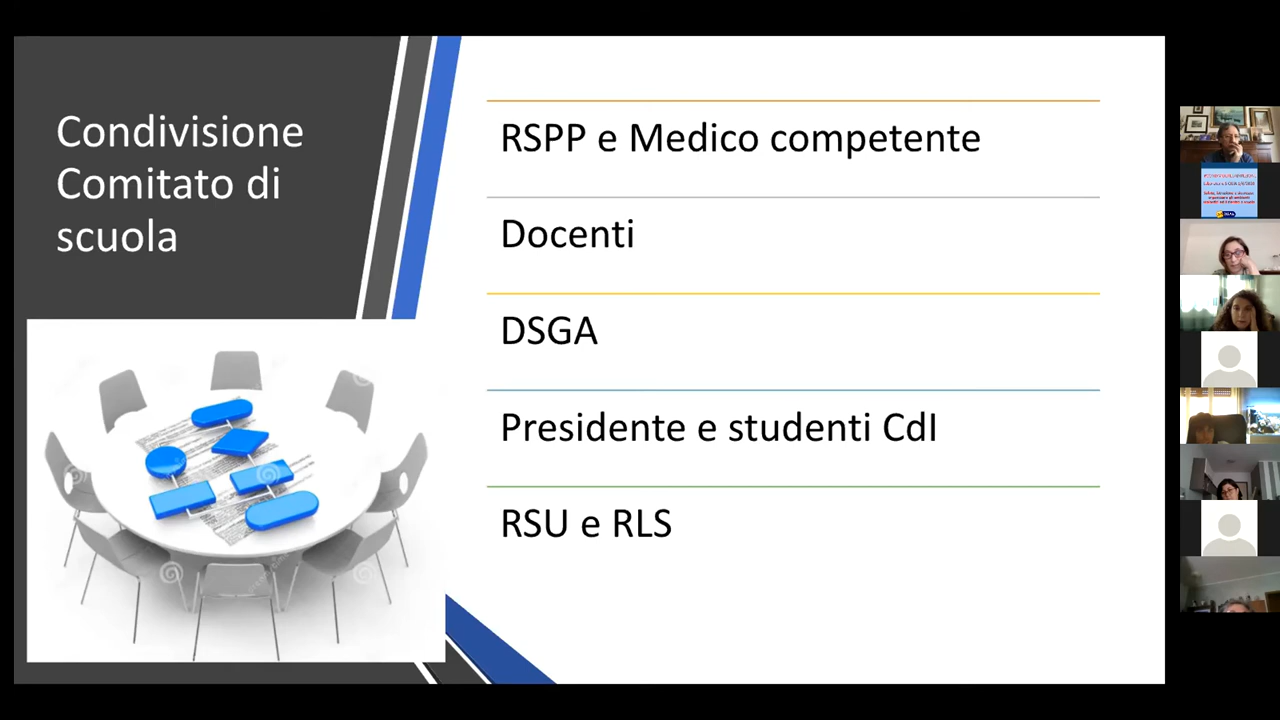 Condivisione
Comitato di
scuola
RSPP e Medico competente
Docenti
DSGA
Presidente e studenti CdI
RSU e RLS